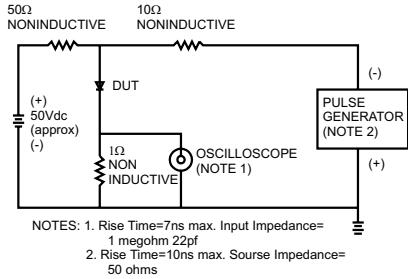 50Ω
NONINDUCTIVE
10Ω
NONINDUCTIVE
DUT
(+)
50Vdc
(approx)
(-)
1Ω
NON
INDUCTIVE
OSCILLOSCOPE
(NOTE 1)
(-)
PULSE
GENERATOR
(NOTE 2)
(+)
NOTES: 1. Rise Time=7ns max. Input Impedance=
1 megohm 22pf
2. Rise Time=10ns max. Sourse Impedance=
50 ohms